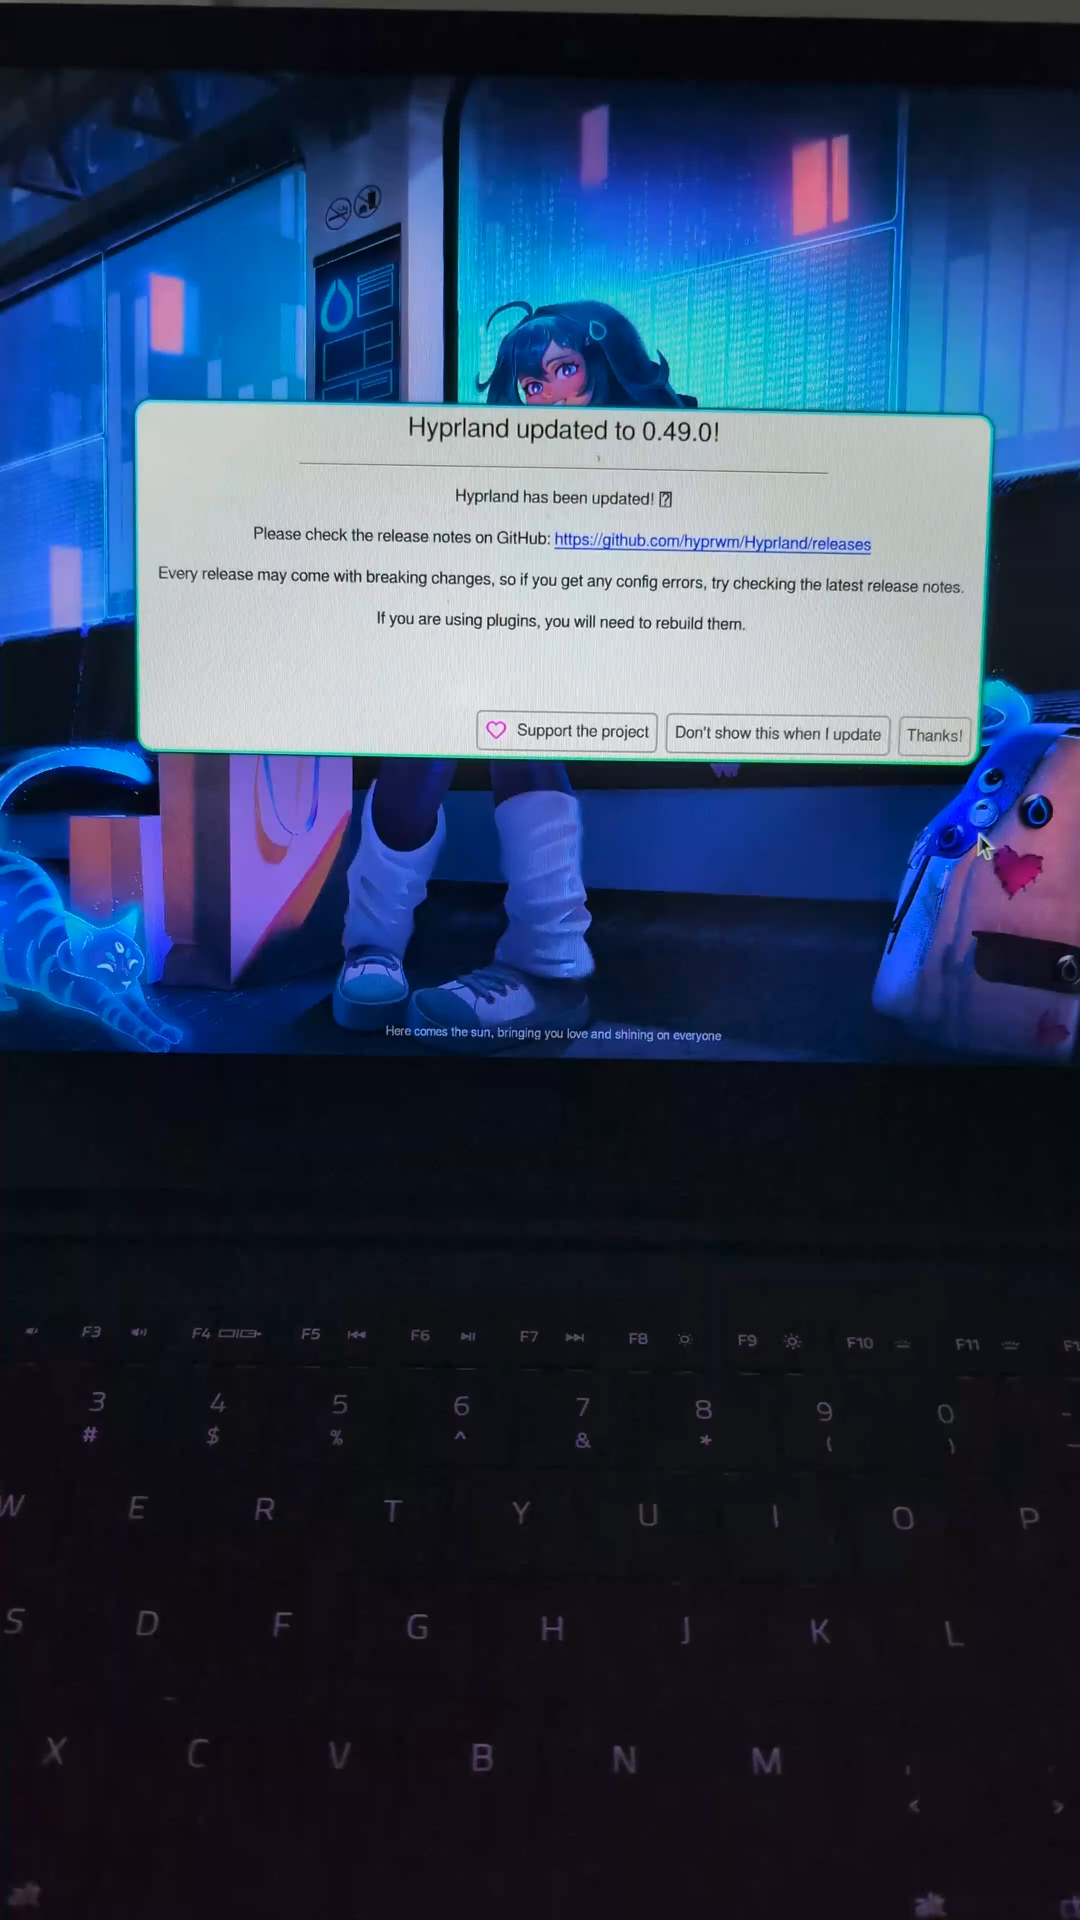 Hyprland updated to 0.49.0!
Hyprland has been updated!
Please check the release notes on GitHub: https://github.com/hyprwm/Hyprland/releases
Every release may come with breaking changes, so if you get any config errors, try checking the latest release notes.
If you are using plugins, you will need to rebuild them.
Support the project
Don't show this when I update
Thanks!
Here comes the sun, bringing you love and shining on everyone
F3 F4 F5 F6 F7 F8 F9 F10 F11
3 4 5 6 7 8 9 0 -
# $ % ^ & * ( )
W E R T Y U I O P
S D F G H J K L
X C V B N M ,
< >
alt alt